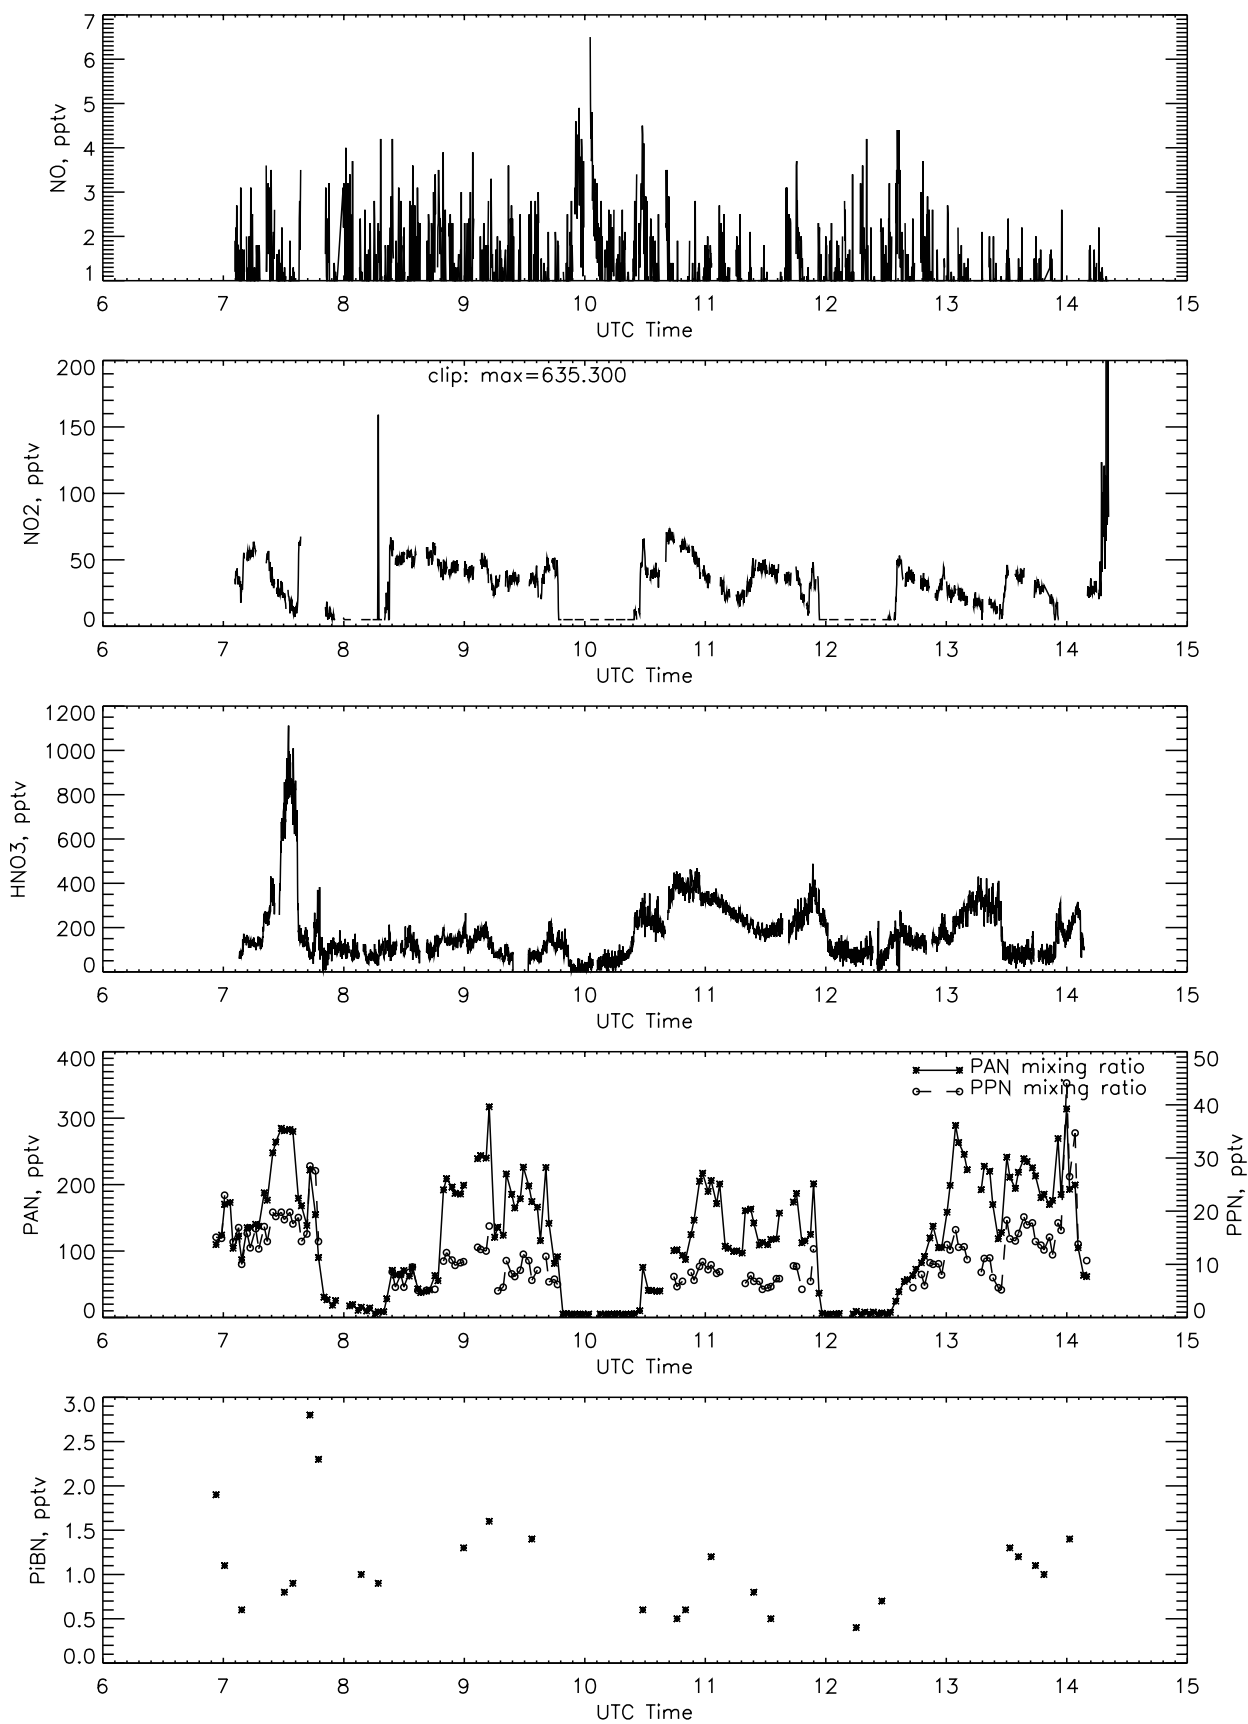 NO, pptv
7
6
5
4
3
2
1
6 7 8 9 10 11 12 13 14 15
UTC Time
NO2, pptv
200
150
100
50
0
clip: max=635.300
6 7 8 9 10 11 12 13 14 15
UTC Time
HNO3, pptv
1200
1000
800
600
400
200
0
6 7 8 9 10 11 12 13 14 15
UTC Time
PAN, pptv
400
300
200
100
0
PAN mixing ratio
PPN mixing ratio
50
40
30
20
10
0
PPN, pptv
6 7 8 9 10 11 12 13 14 15
UTC Time
PiBN, pptv
3.0
2.5
2.0
1.5
1.0
0.5
0.0
6 7 8 9 10 11 12 13 14 15
UTC Time